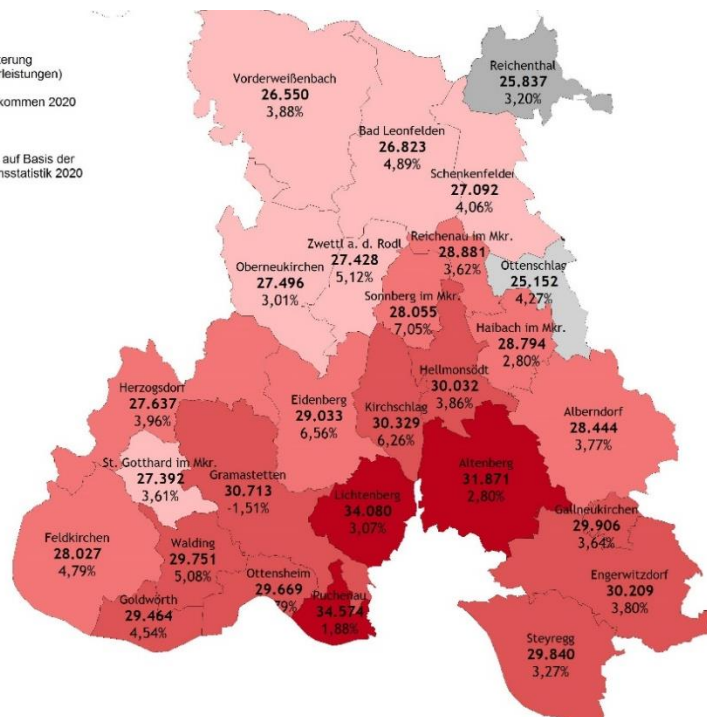 terung
rleistungen)
kommen 2020
auf Basis der
nsstatistik 2020
Reichenthal
25.837
3,20%
Vorderweißenbach
26.550
3,88%
Bad Leonfelden
26.823
4,89%
Schenkenfelden
27.092
4,06%
Zwettl a. d. Rodl
27.428
5,12%
Reichenau im Mkr.
28.881
3,62%
Oberneukirchen
27.496
3,01%
Ottenschlag
25.152
4,27%
Sonnberg im Mkr.
28.055
7,05%
Haibach im Mkr.
28.794
2,80%
Hellmonsödt
30.032
3,86%
Herzogsdorf
27.637
3,96%
Eidenberg
29.033
6,56%
Kirchschlag
30.329
6,26%
Alberndorf
28.444
3,77%
St. Gotthard im Mkr.
27.392
3,61%
Gramastetten
30.713
-1,51%
Lichtenberg
34.080
3,07%
Altenberg
31.871
2,80%
Gallneukirchen
29.906
3,64%
Feldkirchen
28.027
4,79%
Walding
29.751
5,08%
Ottensheim
29.669
79%
Puchenau
34.574
1,88%
Engerwitzdorf
30.209
3,80%
Goldwörth
29.464
4,54%
Steyregg
29.840
3,27%